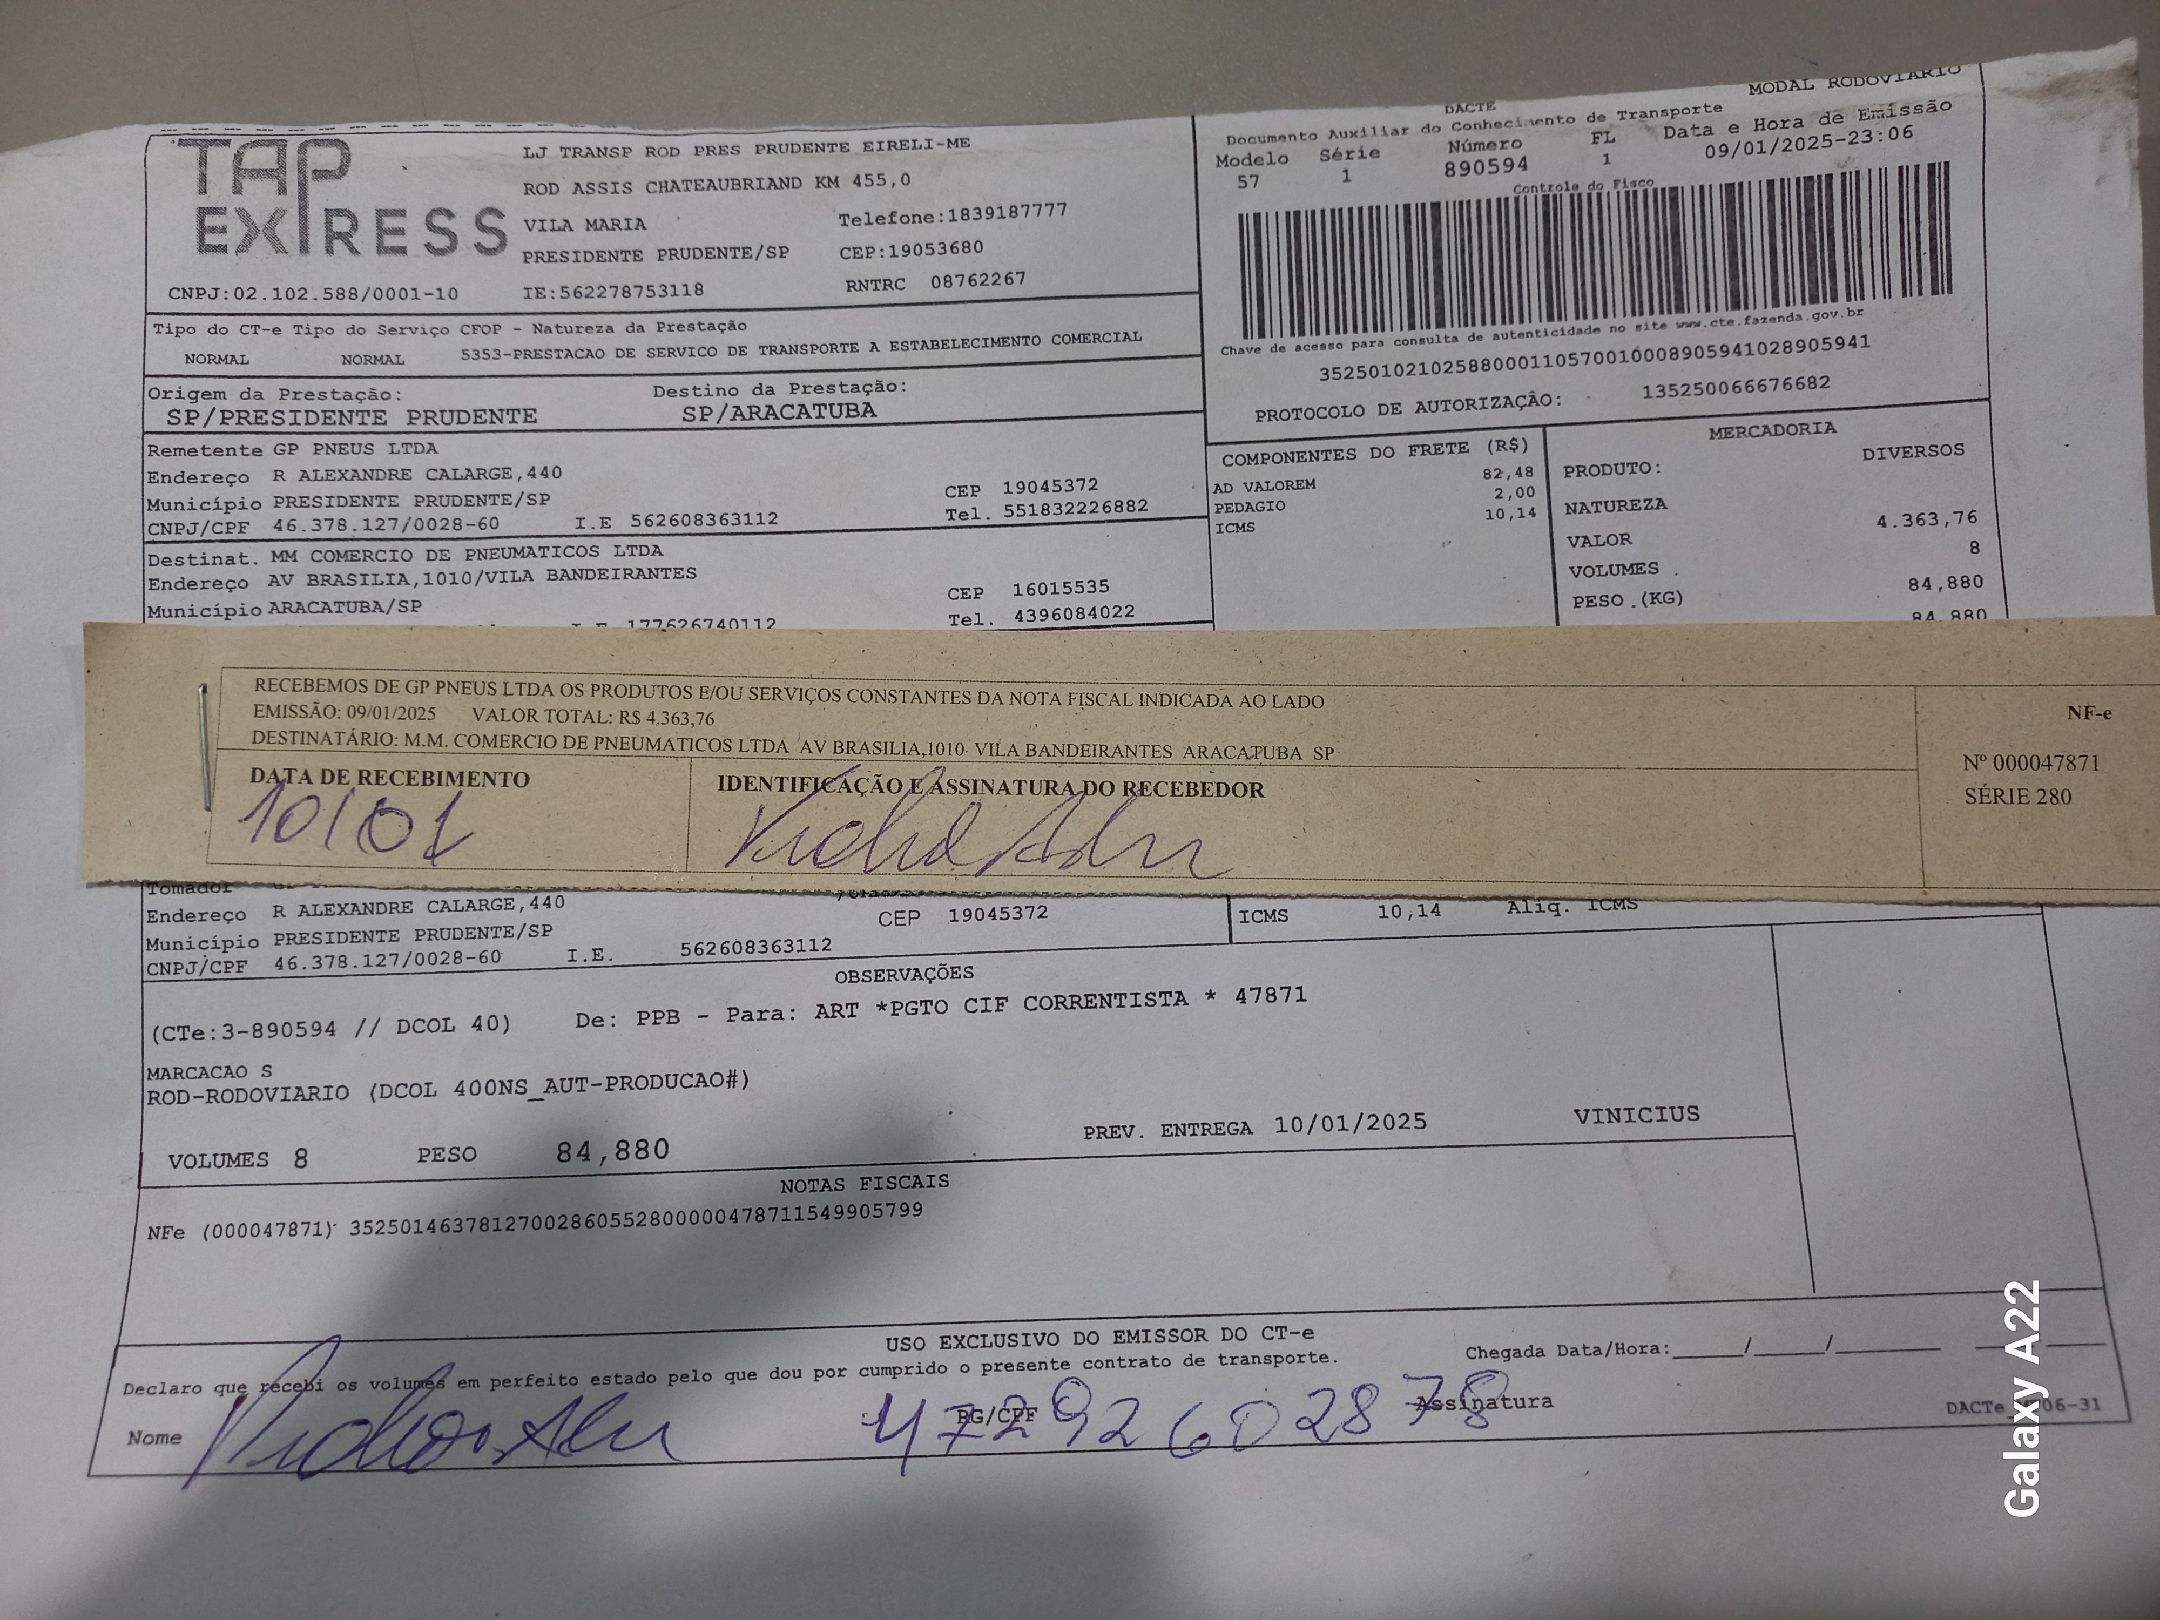 TAP EXPRESS
LJ TRANSP ROD PRES PRUDENTE EIRELI-ME
ROD ASSIS CHATEAUBRIAND KM 455,0
VILA MARIA Telefone:1839187777
PRESIDENTE PRUDENTE/SP CEP:19053680
CNPJ:02.102.588/0001-10 IE:562278753118 RNTRC 08762267
MODAL RODOVIARIO
DACTE
Documento Auxiliar do Conhecimento de Transporte
Modelo Série Número FL Data e Hora de Emissão
57 1 890594 1 09/01/2025-23:06
Controle do Fisco
Chave de acesso para consulta de autenticidade no site www.cte.fazenda.gov.br
35250102102588000110570010008905941028905941
PROTOCOLO DE AUTORIZAÇÃO: 135250066676682
Tipo do CT-e Tipo do Serviço CFOP - Natureza da Prestação
NORMAL NORMAL 5353-PRESTACAO DE SERVICO DE TRANSPORTE A ESTABELECIMENTO COMERCIAL
Origem da Prestação: Destino da Prestação:
SP/PRESIDENTE PRUDENTE SP/ARACATUBA
Remetente GP PNEUS LTDA
Endereço R ALEXANDRE CALARGE,440
Município PRESIDENTE PRUDENTE/SP CEP 19045372
CNPJ/CPF 46.378.127/0028-60 I.E 562608363112 Tel. 551832226882
Destinat. MM COMERCIO DE PNEUMATICOS LTDA
Endereço AV BRASILIA,1010/VILA BANDEIRANTES CEP 16015535
Município ARACATUBA/SP Tel. 4396084022
I.E 177626740112
COMPONENTES DO FRETE (R$)
AD VALOREM 82,48
PEDAGIO 2,00
ICMS 10,14
MERCADORIA
PRODUTO: DIVERSOS
NATUREZA
VALOR 4.363,76
VOLUMES 8
PESO (KG) 84,880
84,880
RECEBEMOS DE GP PNEUS LTDA OS PRODUTOS E/OU SERVIÇOS CONSTANTES DA NOTA FISCAL INDICADA AO LADO
EMISSÃO: 09/01/2025 VALOR TOTAL: R$ 4.363,76
DESTINATÁRIO: M.M. COMERCIO DE PNEUMATICOS LTDA AV BRASILIA,1010 VILA BANDEIRANTES ARACATUBA SP
DATA DE RECEBIMENTO IDENTIFICAÇÃO E ASSINATURA DO RECEBEDOR
10/01
NF-e
Nº 000047871
SÉRIE 280
Tomador
Endereço R ALEXANDRE CALARGE,440
Município PRESIDENTE PRUDENTE/SP CEP 19045372
CNPJ/CPF 46.378.127/0028-60 I.E. 562608363112
ICMS 10,14 Aliq. ICMS
OBSERVAÇÕES
(CTe:3-890594 // DCOL 40) De: PPB - Para: ART *PGTO CIF CORRENTISTA * 47871
MARCACAO S
ROD-RODOVIARIO (DCOL 400NS_AUT-PRODUCAO#)
VOLUMES 8 PESO 84,880 PREV. ENTREGA 10/01/2025 VINICIUS
NOTAS FISCAIS
NFe (000047871) 35250146378127002860552800000478711549905799
USO EXCLUSIVO DO EMISSOR DO CT-e
Declaro que recebi os volumes em perfeito estado pelo que dou por cumprido o presente contrato de transporte.
Chegada Data/Hora:_____/_____/______
Nome RG/CPF 47292602878 Assinatura
Galaxy A22